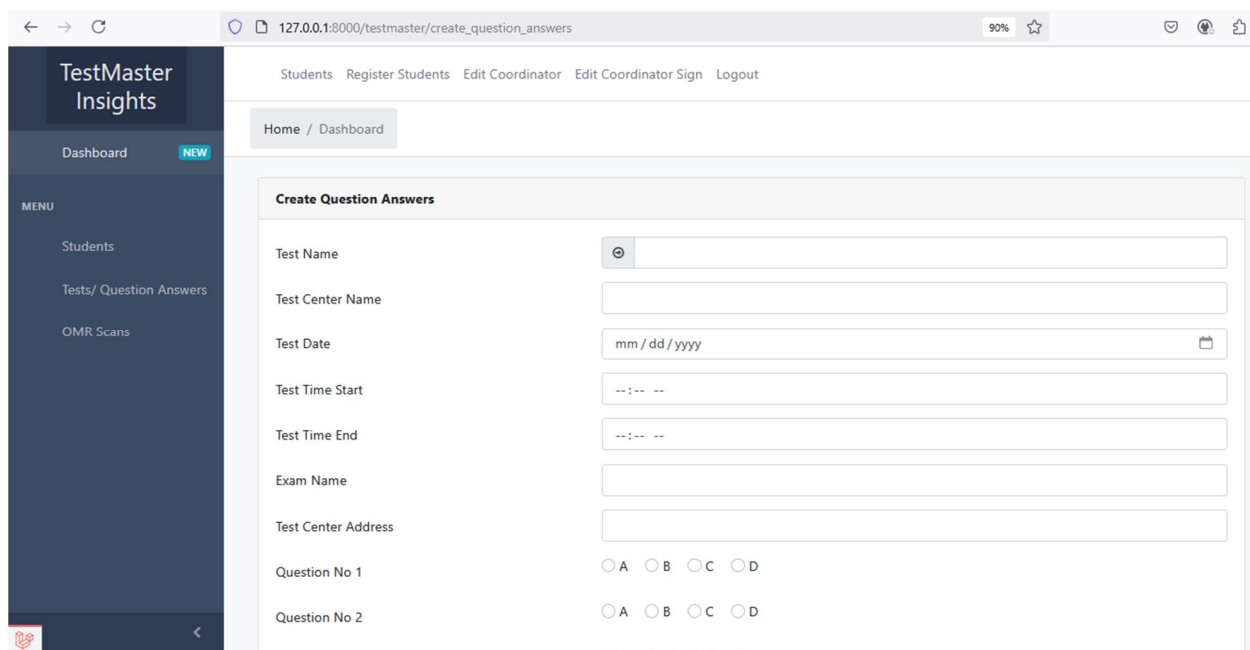 127.0.0.1:8000/testmaster/create_question_answers 90%
TestMaster
Insights
Dashboard NEW
MENU
Students
Tests/ Question Answers
OMR Scans
Students Register Students Edit Coordinator Edit Coordinator Sign Logout
Home / Dashboard
Create Question Answers
Test Name
Test Center Name
Test Date mm / dd / yyyy
Test Time Start --:-- --
Test Time End --:-- --
Exam Name
Test Center Address
Question No 1 A B C D
Question No 2 A B C D